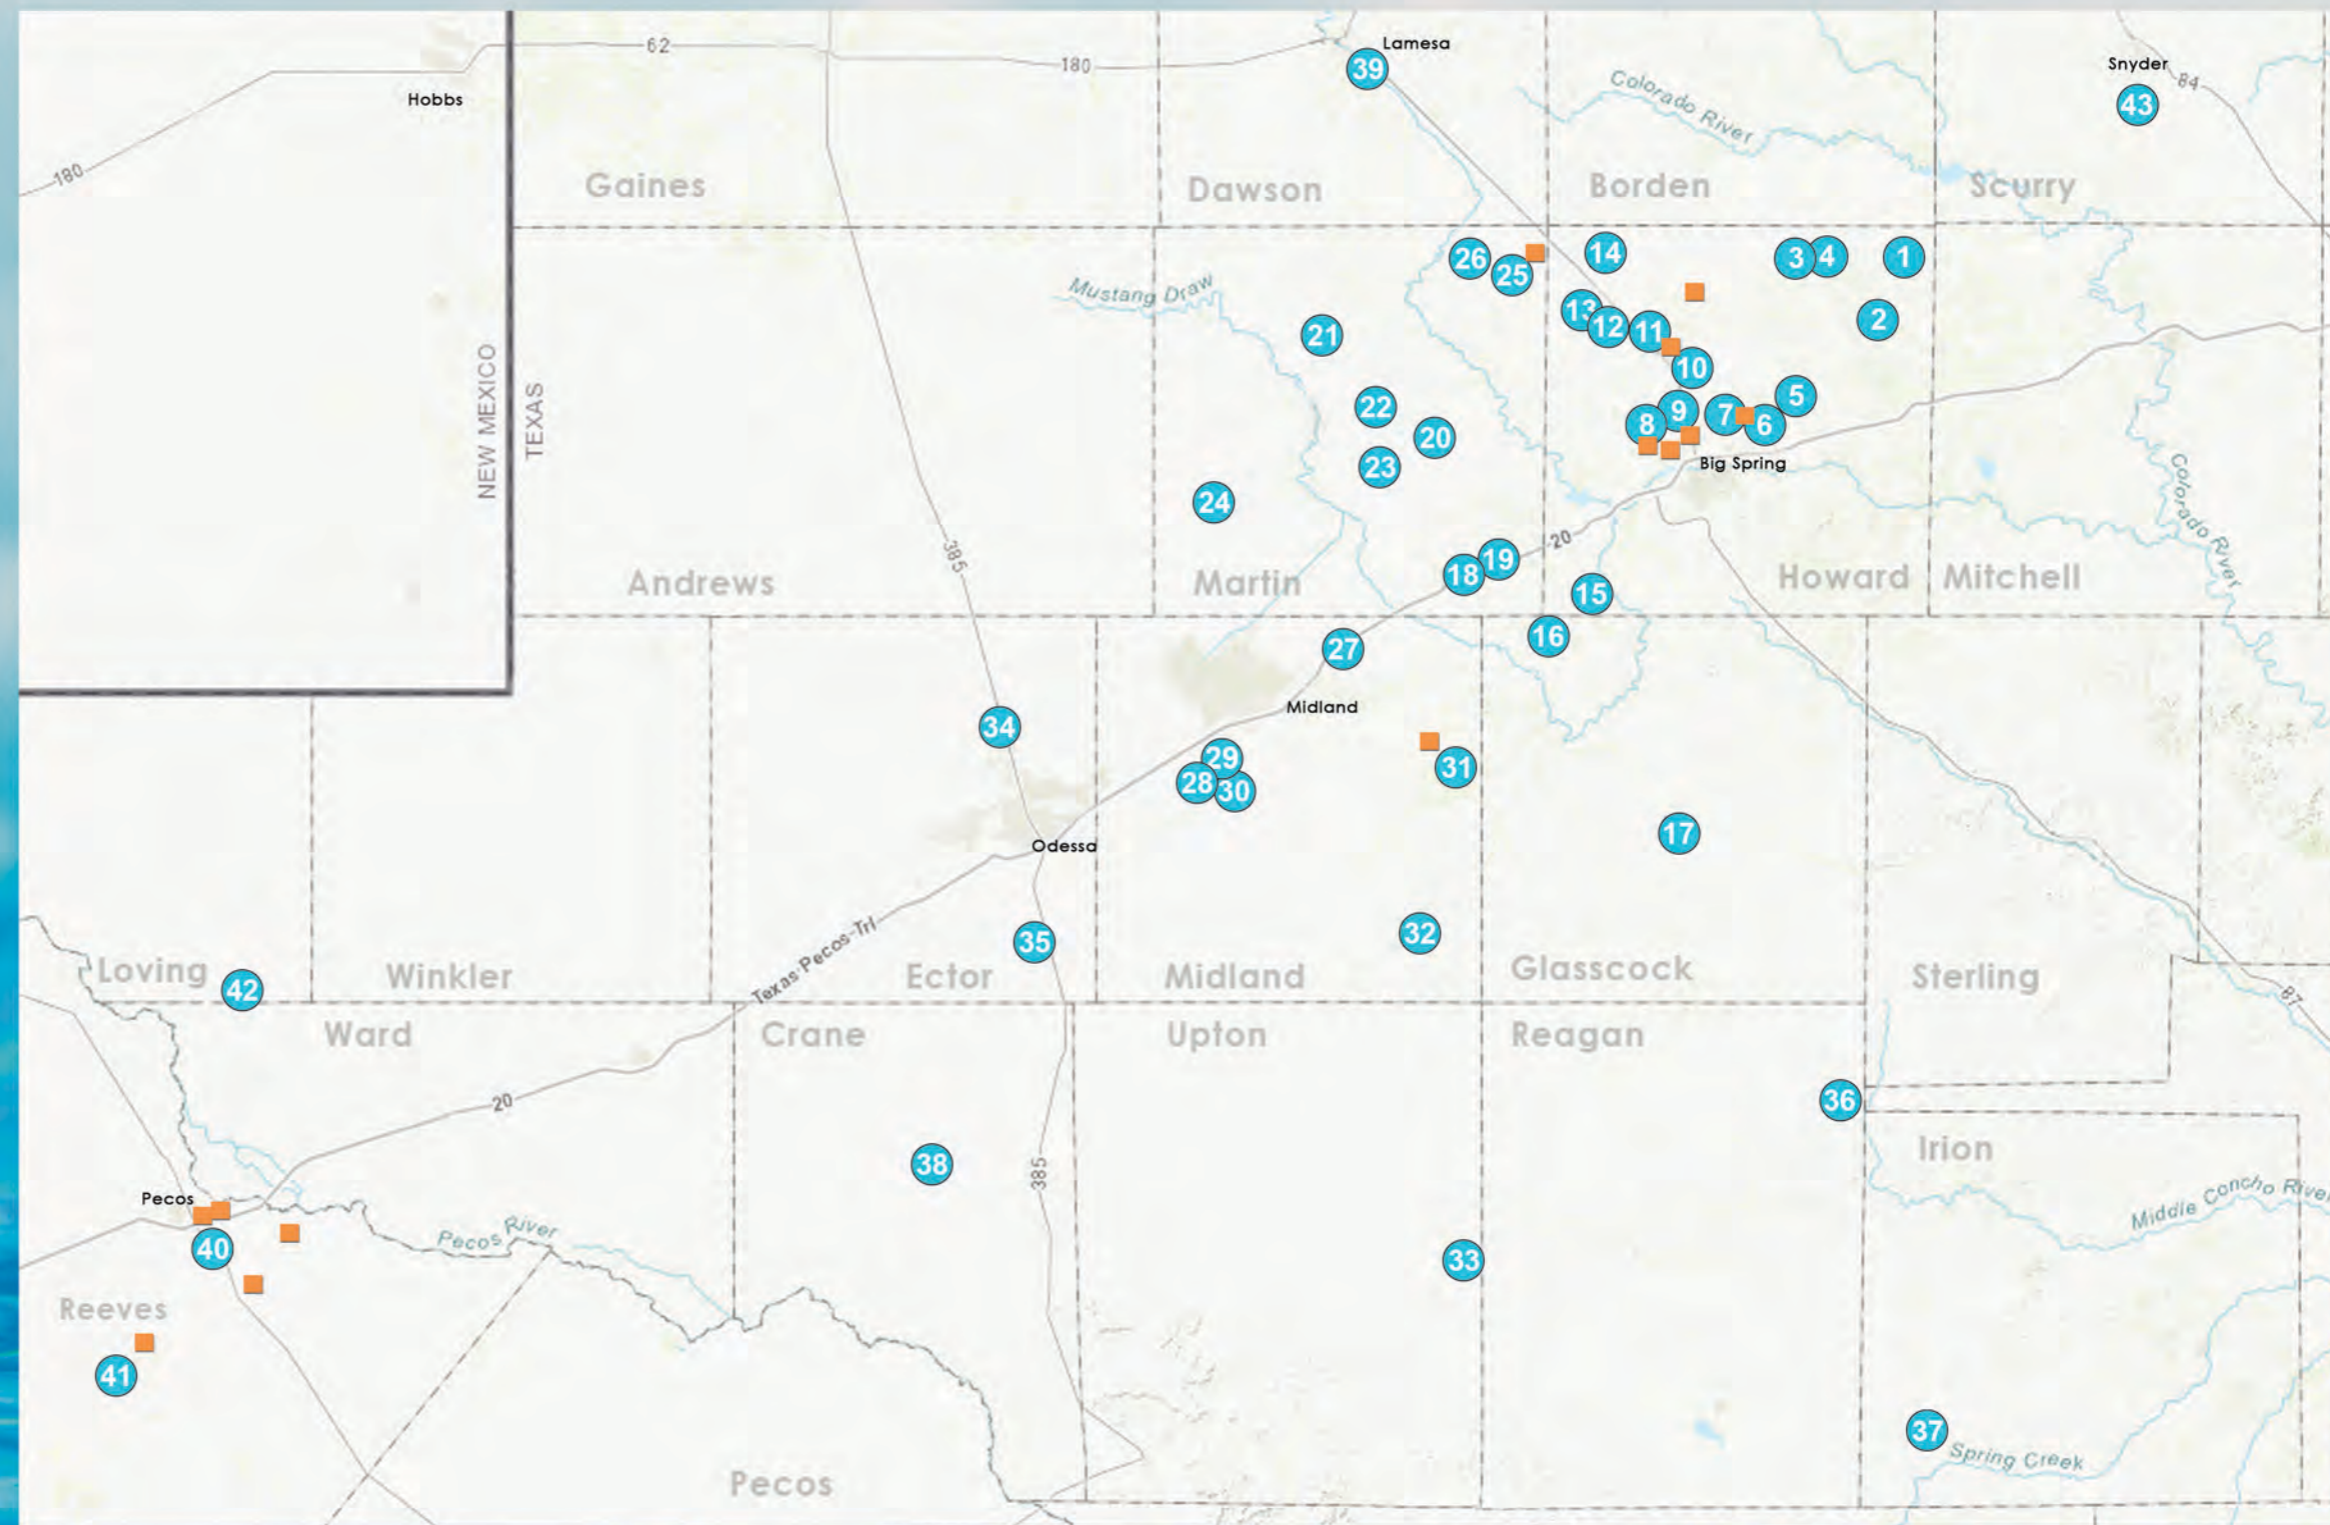 Lamesa
62
180
39
Snyder
84
43
Hobbs
Colorado River
180
Gaines
Dawson
Borden
Scurry
26
25
14
3
4
1
Mustang Draw
13
12
11
2
21
10
NEW MEXICO
TEXAS
5
22
20
8
9
7
6
23
Big Spring
24
Colorado River
385
20
Andrews
Martin
18
19
15
Howard
Mitchell
27
16
Midland
34
29
28
30
31
17
Odessa
35
32
Texas-Pecos-Trl
Loving
42
Winkler
Ector
Midland
Glasscock
Sterling
87
Ward
Crane
Upton
Reagan
20
36
38
385
Irion
Pecos
Middle Concho River
40
Pecos River
33
Reeves
41
37
Spring Creek
Pecos